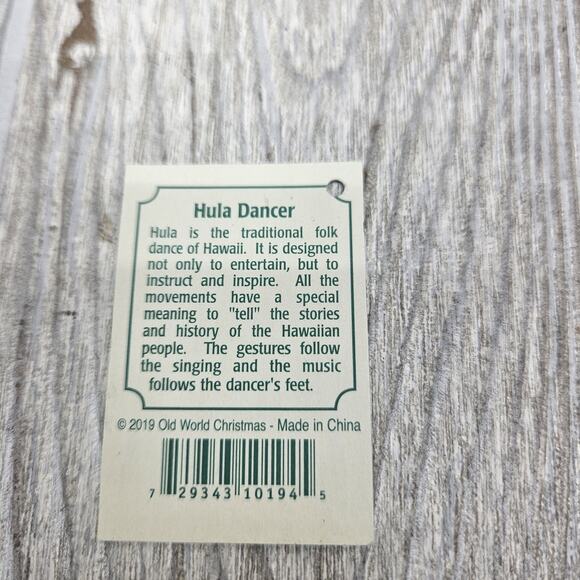 Hula Dancer
Hula is the traditional folk
dance of Hawaii. It is designed
not only to entertain, but to
instruct and inspire. All the
movements have a special
meaning to "tell" the stories
and history of the Hawaiian
people. The gestures follow
the singing and the music
follows the dancer's feet.
© 2019 Old World Christmas - Made in China
7 29343 10194 5